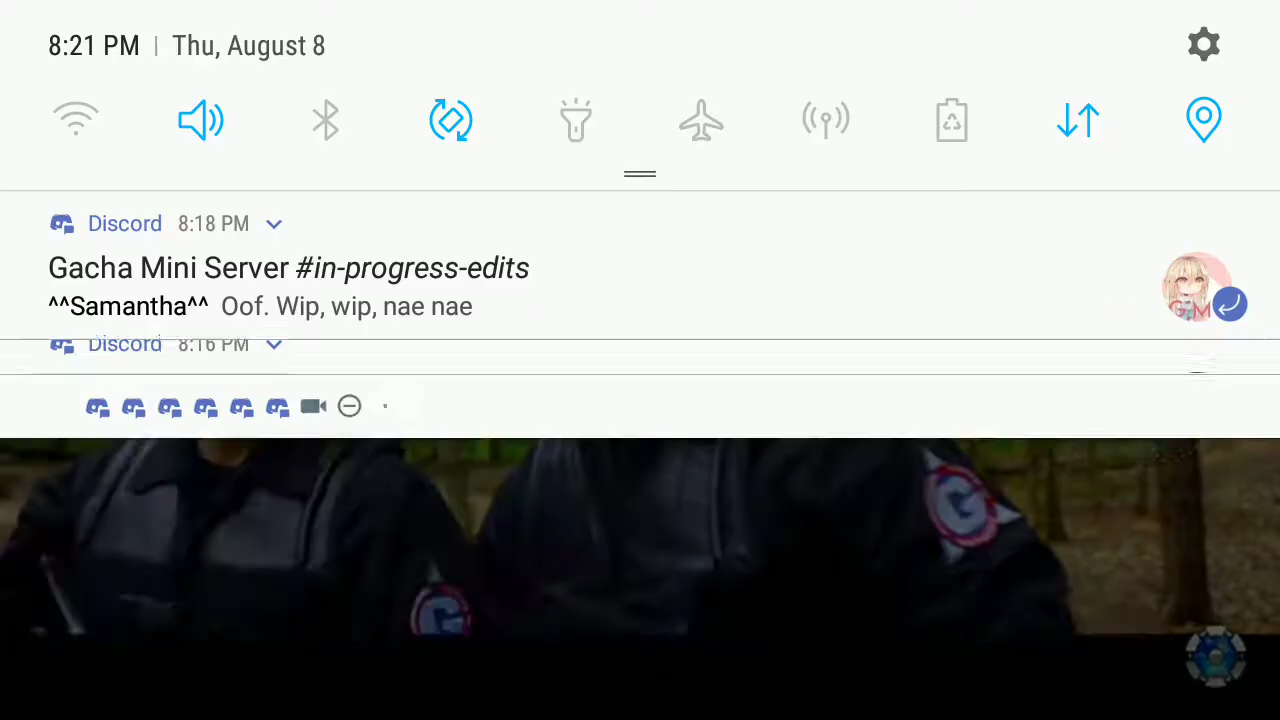 8:21 PM | Thu, August 8
Discord 8:18 PM
Gacha Mini Server #in-progress-edits
^^Samantha^^ Oof. Wip, wip, nae nae
GM
Discord 8:16 PM
G
G